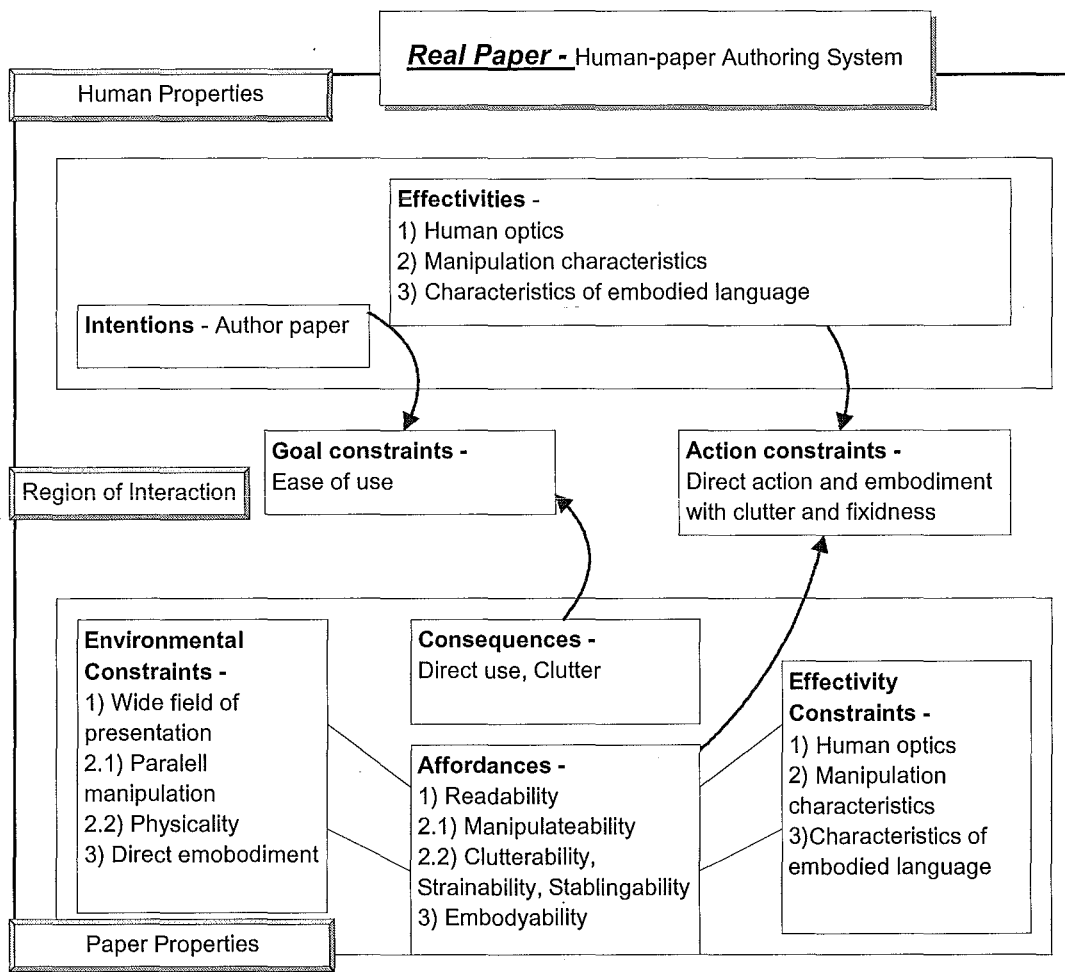 Real Paper - Human-paper Authoring System
Human Properties
Effectivities -
1) Human optics
2) Manipulation characteristics
3) Characteristics of embodied language
Intentions - Author paper
Goal constraints -
Ease of use
Action constraints -
Direct action and embodiment
with clutter and fixidness
Region of Interaction
Environmental
Constraints -
1) Wide field of
presentation
2.1) Paralell
manipulation
2.2) Physicality
3) Direct emobodiment
Consequences -
Direct use, Clutter
Affordances -
1) Readability
2.1) Manipulateability
2.2) Clutterability,
Strainability, Stablingability
3) Embodyability
Effectivity
Constraints -
1) Human optics
2) Manipulation
characteristics
3)Characteristics of
embodied language
Paper Properties